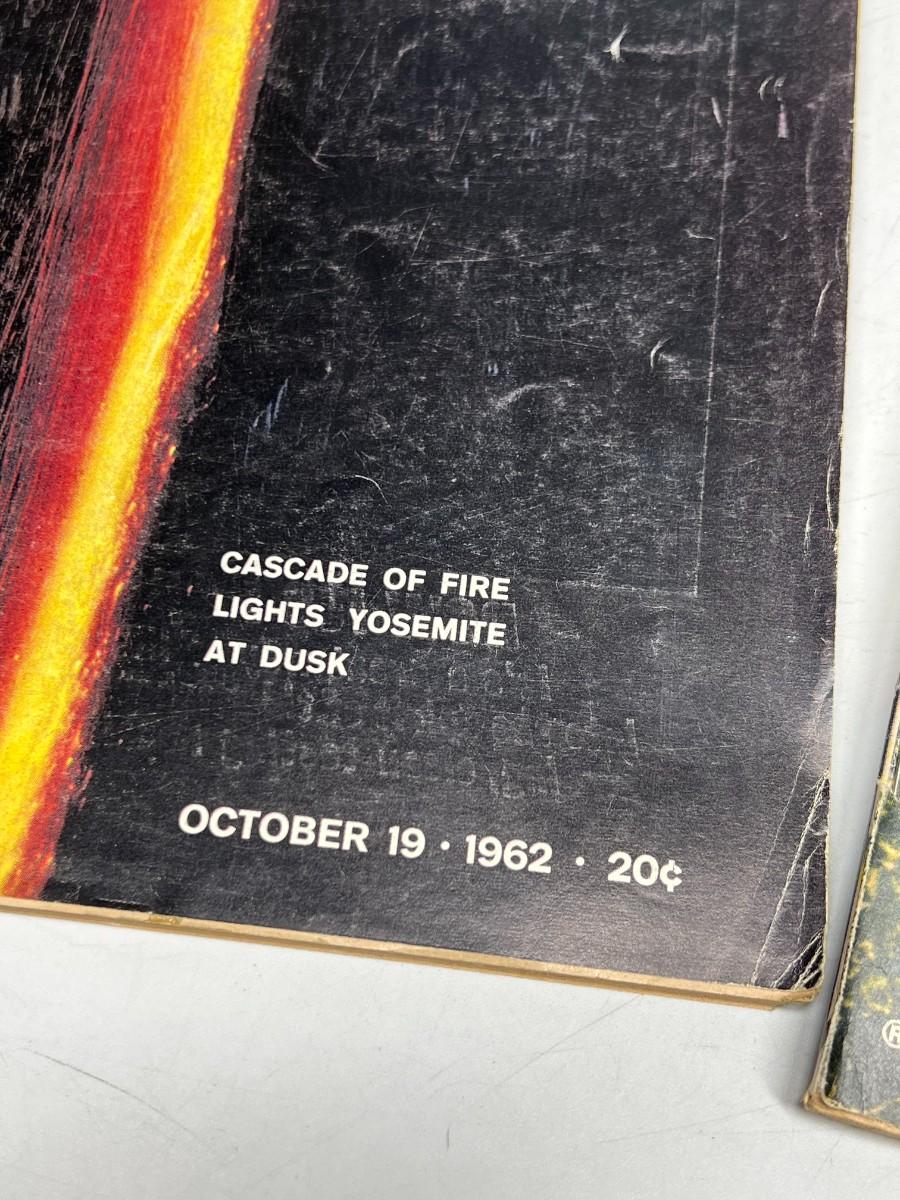 CASCADE OF FIRE
LIGHTS YOSEMITE
AT DUSK
OCTOBER 19 · 1962 · 20¢
®